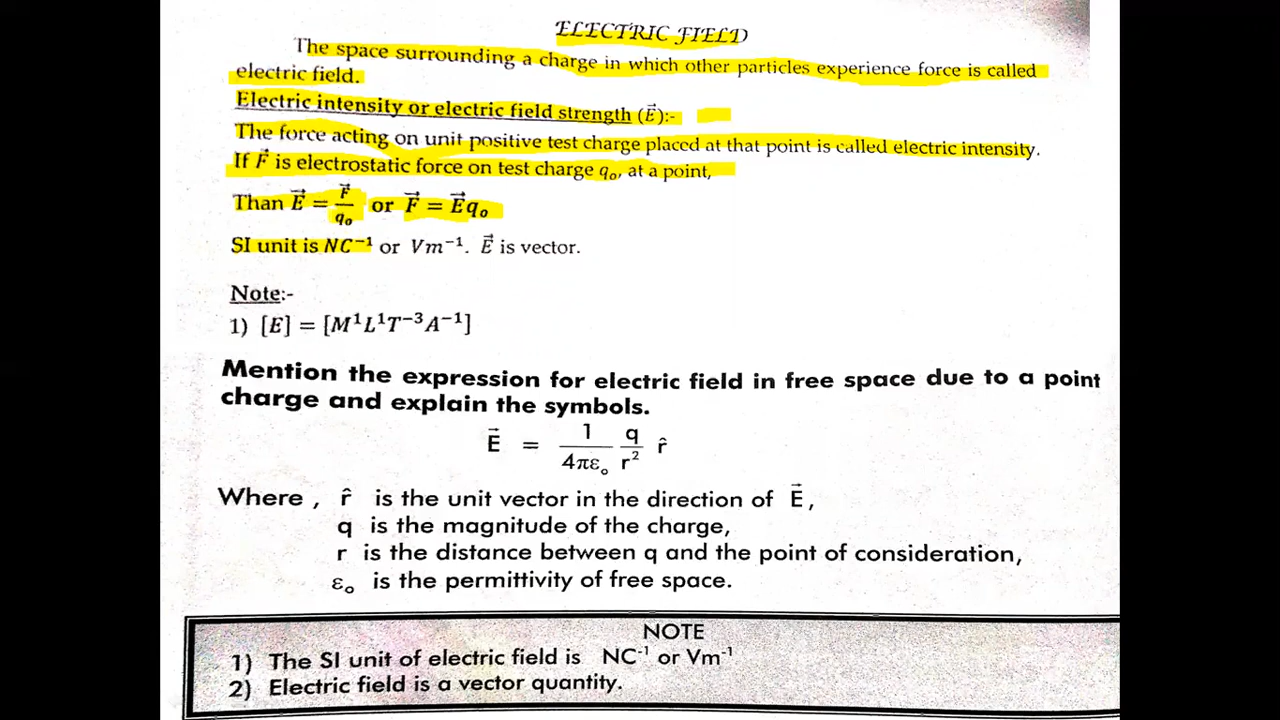 ELECTRIC FIELD
The space surrounding a charge in which other particles experience force is called
electric field.
Electric intensity or electric field strength (E⃗):-
The force acting on unit positive test charge placed at that point is called electric intensity.
If F⃗ is electrostatic force on test charge qₒ, at a point,
Than E⃗ = F⃗/qₒ or F⃗ = E⃗qₒ
SI unit is NC⁻¹ or Vm⁻¹. E⃗ is vector.
Note:-
1) [E] = [M¹L¹T⁻³A⁻¹]
Mention the expression for electric field in free space due to a point
charge and explain the symbols.
E⃗ = 1/4πεₒ q/r² r̂
Where , r̂ is the unit vector in the direction of E⃗,
q is the magnitude of the charge,
r is the distance between q and the point of consideration,
εₒ is the permittivity of free space.
NOTE
1) The SI unit of electric field is NC⁻¹ or Vm⁻¹
2) Electric field is a vector quantity.